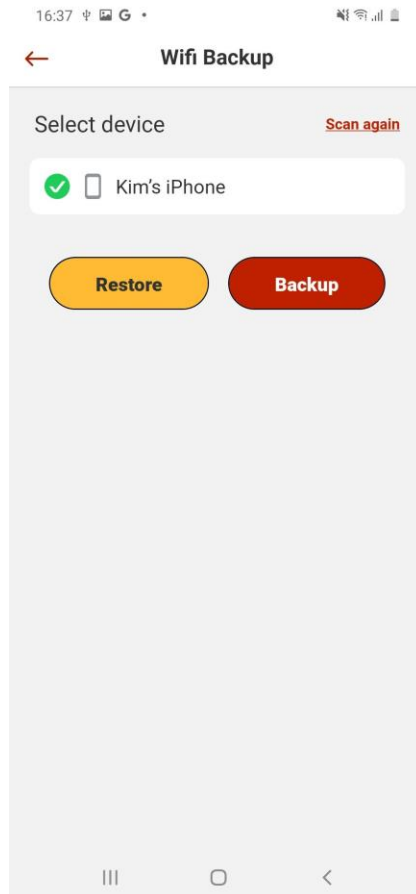 16:37 G
Wifi Backup
Select device
Scan again
Kim's iPhone
Restore
Backup